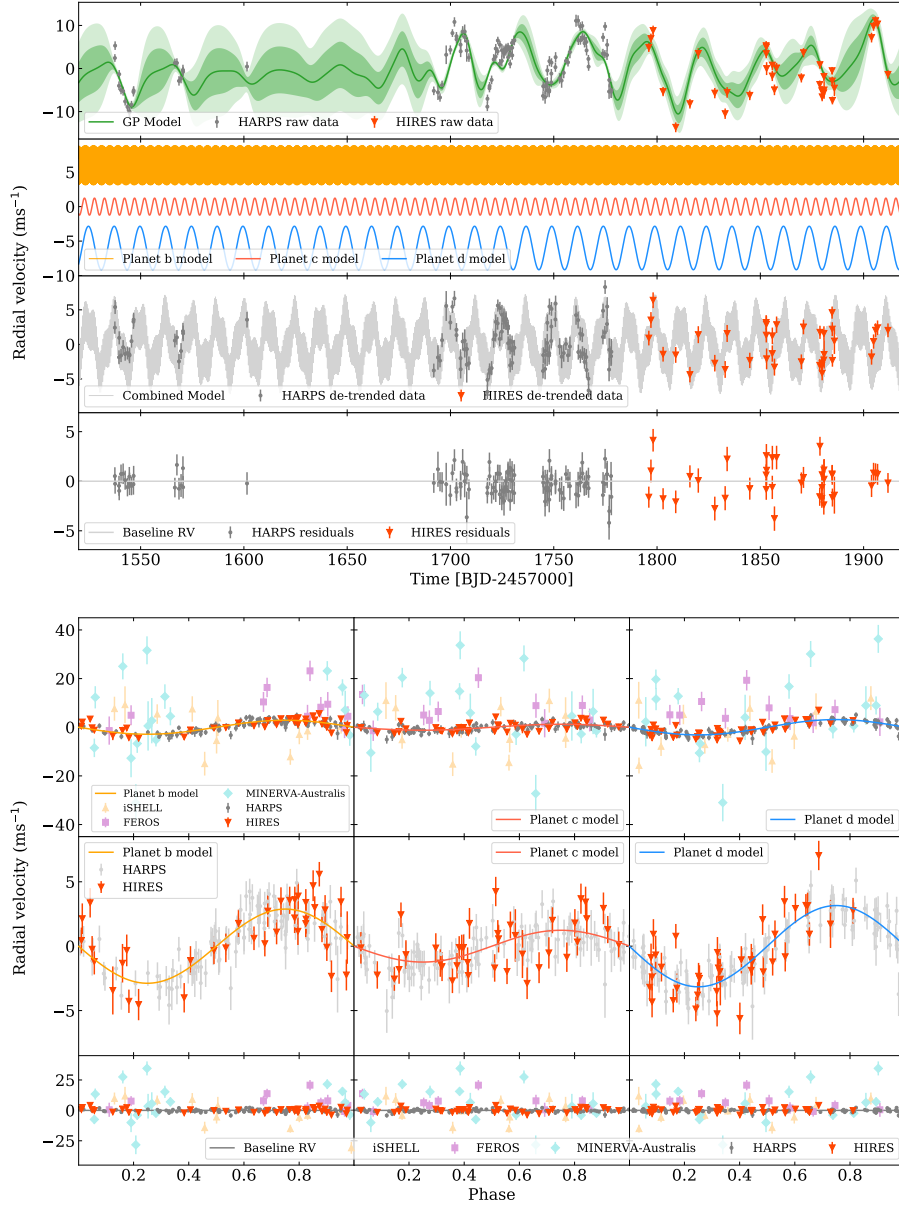 10
0
−10
GP Model HARPS raw data HIRES raw data
5
0
−5
−10
Planet b model Planet c model Planet d model
5
0
−5
Combined Model HARPS de-trended data HIRES de-trended data
5
0
−5
Baseline RV HARPS residuals HIRES residuals
1550 1600 1650 1700 1750 1800 1850 1900
Time [BJD-2457000]
Radial velocity (ms⁻¹)
40
20
0
−20
−40
Planet b model MINERVA-Australis
iSHELL HARPS
FEROS HIRES
Planet c model
Planet d model
5
0
−5
Planet b model
HARPS
HIRES
Planet c model
Planet d model
25
0
−25
Baseline RV iSHELL FEROS MINERVA-Australis HARPS HIRES
0.2 0.4 0.6 0.8 0.2 0.4 0.6 0.8 0.2 0.4 0.6 0.8
Phase
Radial velocity (ms⁻¹)